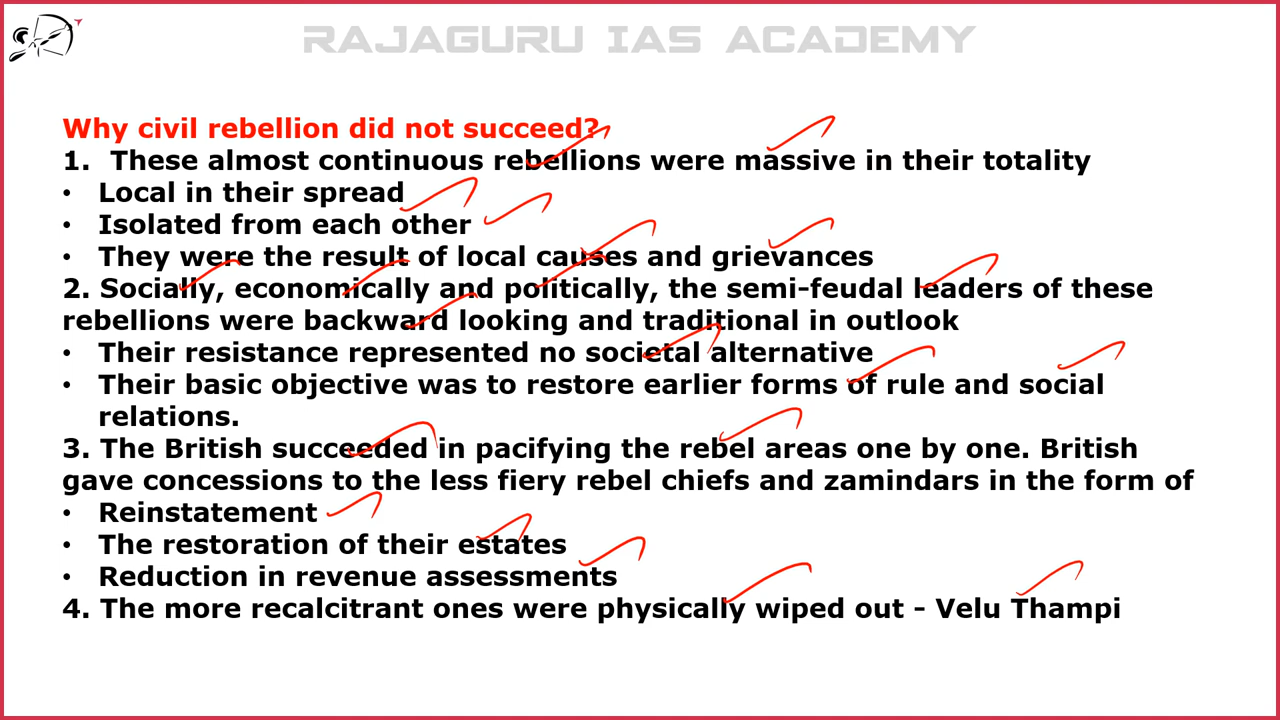 RAJAGURU IAS ACADEMY
Why civil rebellion did not succeed?
1. These almost continuous rebellions were massive in their totality
• Local in their spread
• Isolated from each other
• They were the result of local causes and grievances
2. Socially, economically and politically, the semi-feudal leaders of these
rebellions were backward looking and traditional in outlook
• Their resistance represented no societal alternative
• Their basic objective was to restore earlier forms of rule and social
relations.
3. The British succeeded in pacifying the rebel areas one by one. British
gave concessions to the less fiery rebel chiefs and zamindars in the form of
• Reinstatement
• The restoration of their estates
• Reduction in revenue assessments
4. The more recalcitrant ones were physically wiped out - Velu Thampi